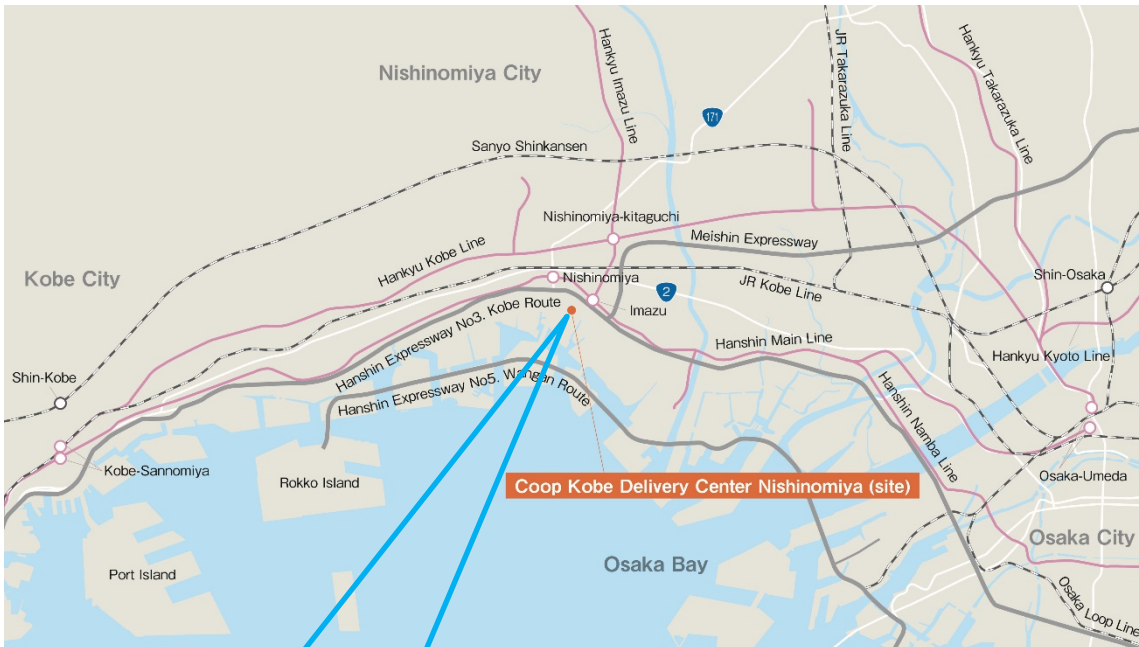 Nishinomiya City
Hankyu Imazu Line
JR Takarazuka Line
Hankyu Takarazuka Line
171
Sanyo Shinkansen
Nishinomiya-kitaguchi
Meishin Expressway
Hankyu Kobe Line
Kobe City
Nishinomiya
JR Kobe Line
Shin-Osaka
2
Imazu
Hanshin Expressway No3. Kobe Route
Hanshin Main Line
Hankyu Kyoto Line
Shin-Kobe
Hanshin Expressway No5. Wangan Route
Hanshin Namba Line
Kobe-Sannomiya
Rokko Island
Coop Kobe Delivery Center Nishinomiya (site)
Osaka-Umeda
Osaka City
Port Island
Osaka Bay
Osaka Loop Line